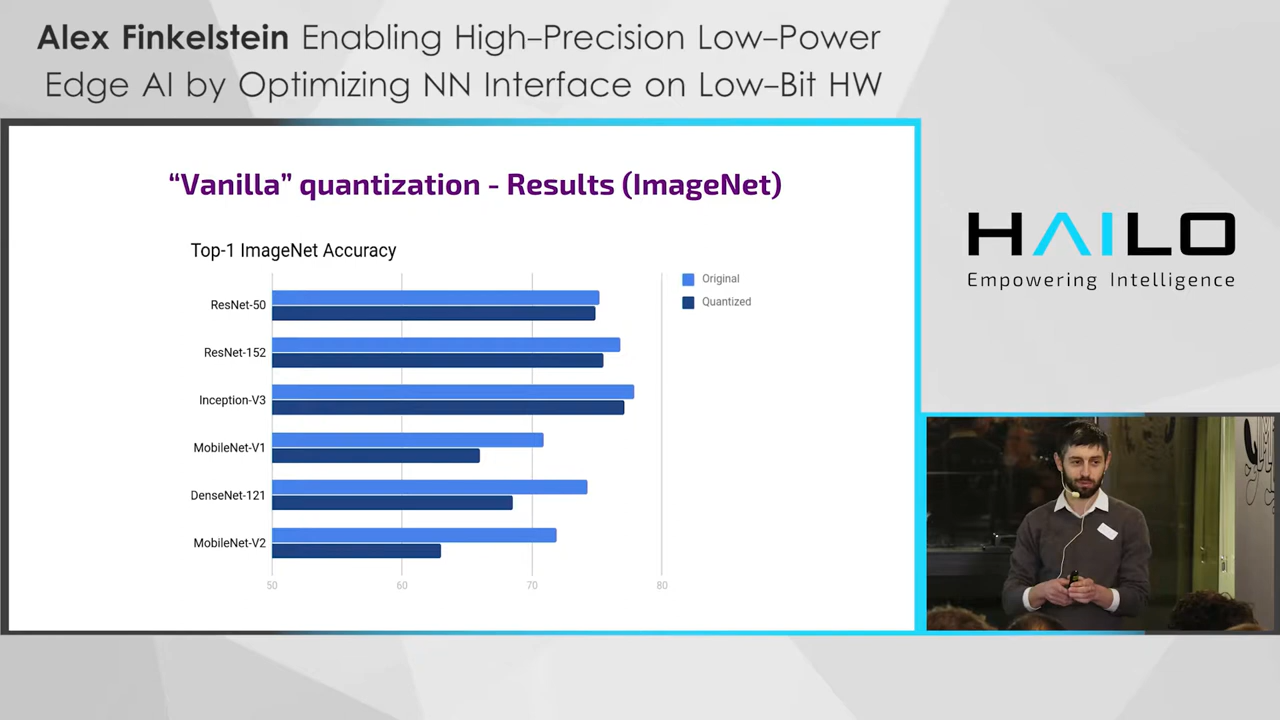 Alex Finkelstein Enabling High-Precision Low-Power
Edge AI by Optimizing NN Interface on Low-Bit HW
“Vanilla” quantization - Results (ImageNet)
Top-1 ImageNet Accuracy
Original
Quantized
ResNet-50
ResNet-152
Inception-V3
MobileNet-V1
DenseNet-121
MobileNet-V2
50 60 70 80
HAILO
Empowering Intelligence